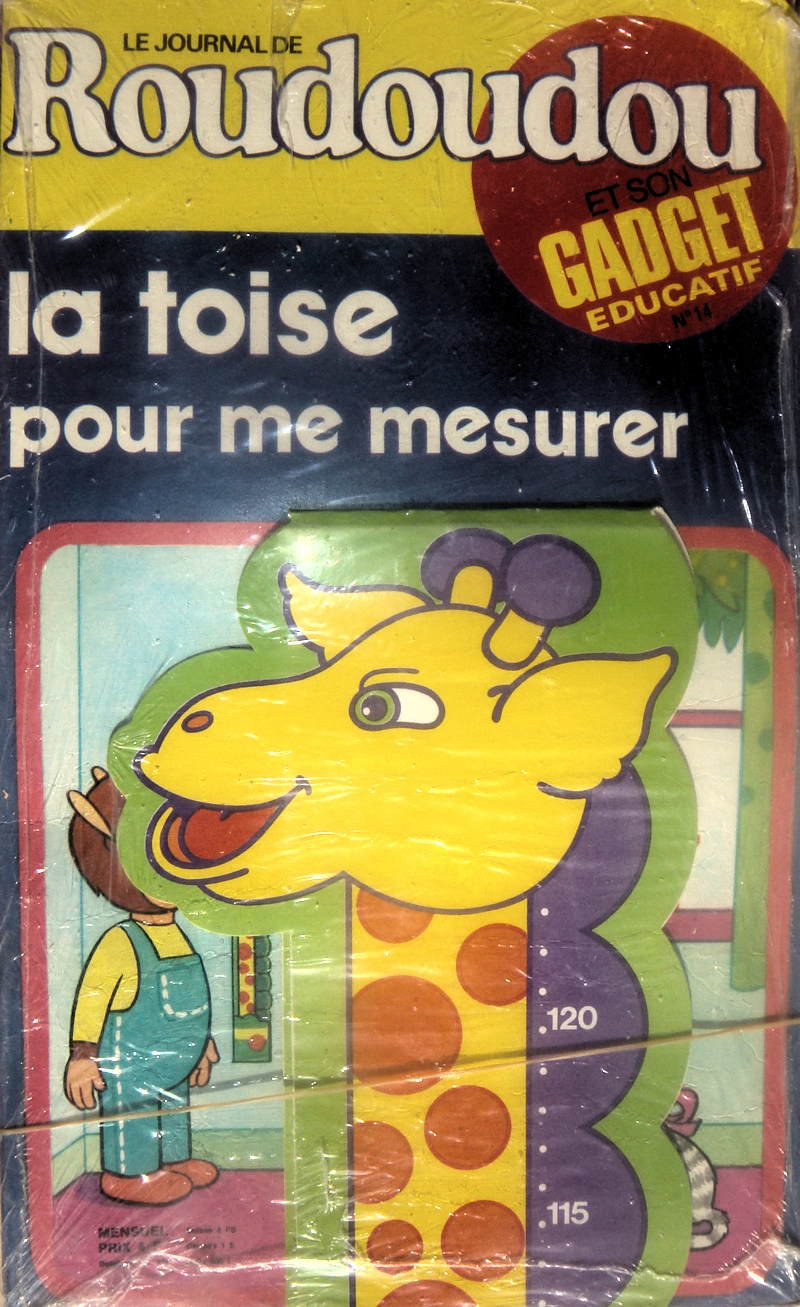 LE JOURNAL DE
Roudoudou
ET SON
GADGET
EDUCATIF
N° 14
la toise
pour me mesurer
120
115
MENSUEL
PRIX